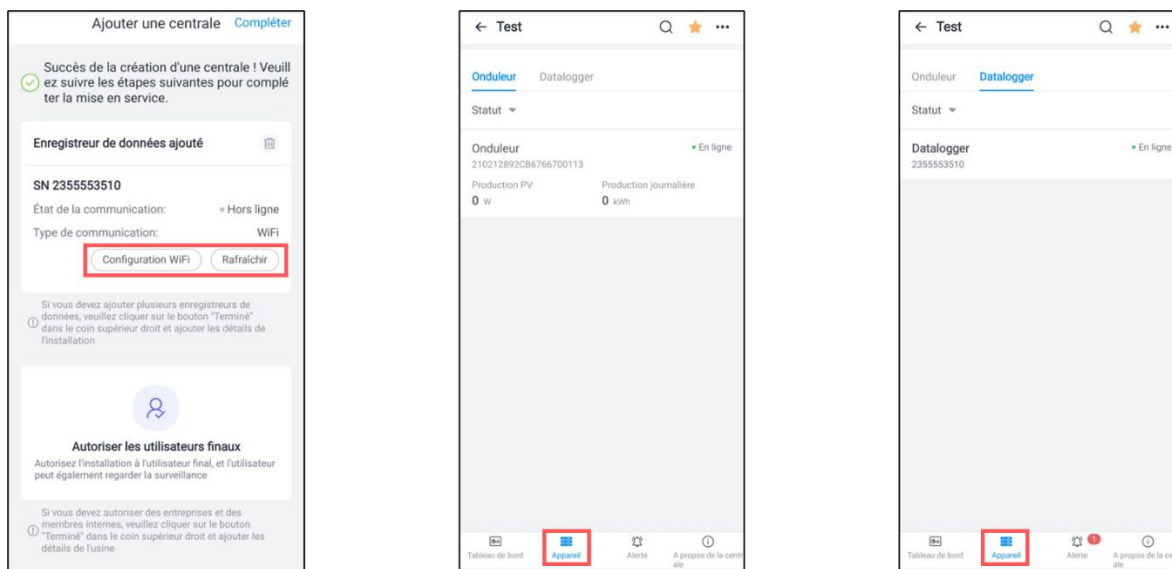 Ajouter une centrale Compléter
Succès de la création d'une centrale ! Veuill
ez suivre les étapes suivantes pour complé
ter la mise en service.
Enregistreur de données ajouté
SN 2355553510
État de la communication: Hors ligne
Type de communication: WiFi
Configuration WiFi Rafraîchir
Si vous devez ajouter plusieurs enregistreurs de
données, veuillez cliquer sur le bouton "Terminé"
dans le coin supérieur droit et ajouter les détails de
l'installation
Autoriser les utilisateurs finaux
Autorisez l'installation à l'utilisateur final, et l'utilisateur
peut également regarder la surveillance
Si vous devez autoriser des entreprises et des
membres internes, veuillez cliquer sur le bouton
"Terminé" dans le coin supérieur droit et ajouter les
détails de l'usine
Test
Onduleur Datalogger
Statut
Onduleur En ligne
210212892CB6766700113
Production PV Production journalière
0 W 0 kWh
Tableau de bord Appareil Alerte A propos de la centr
ale
Test
Onduleur Datalogger
Statut
Datalogger En ligne
2355553510
1
Tableau de bord Appareil Alerte A propos de la ce
ale